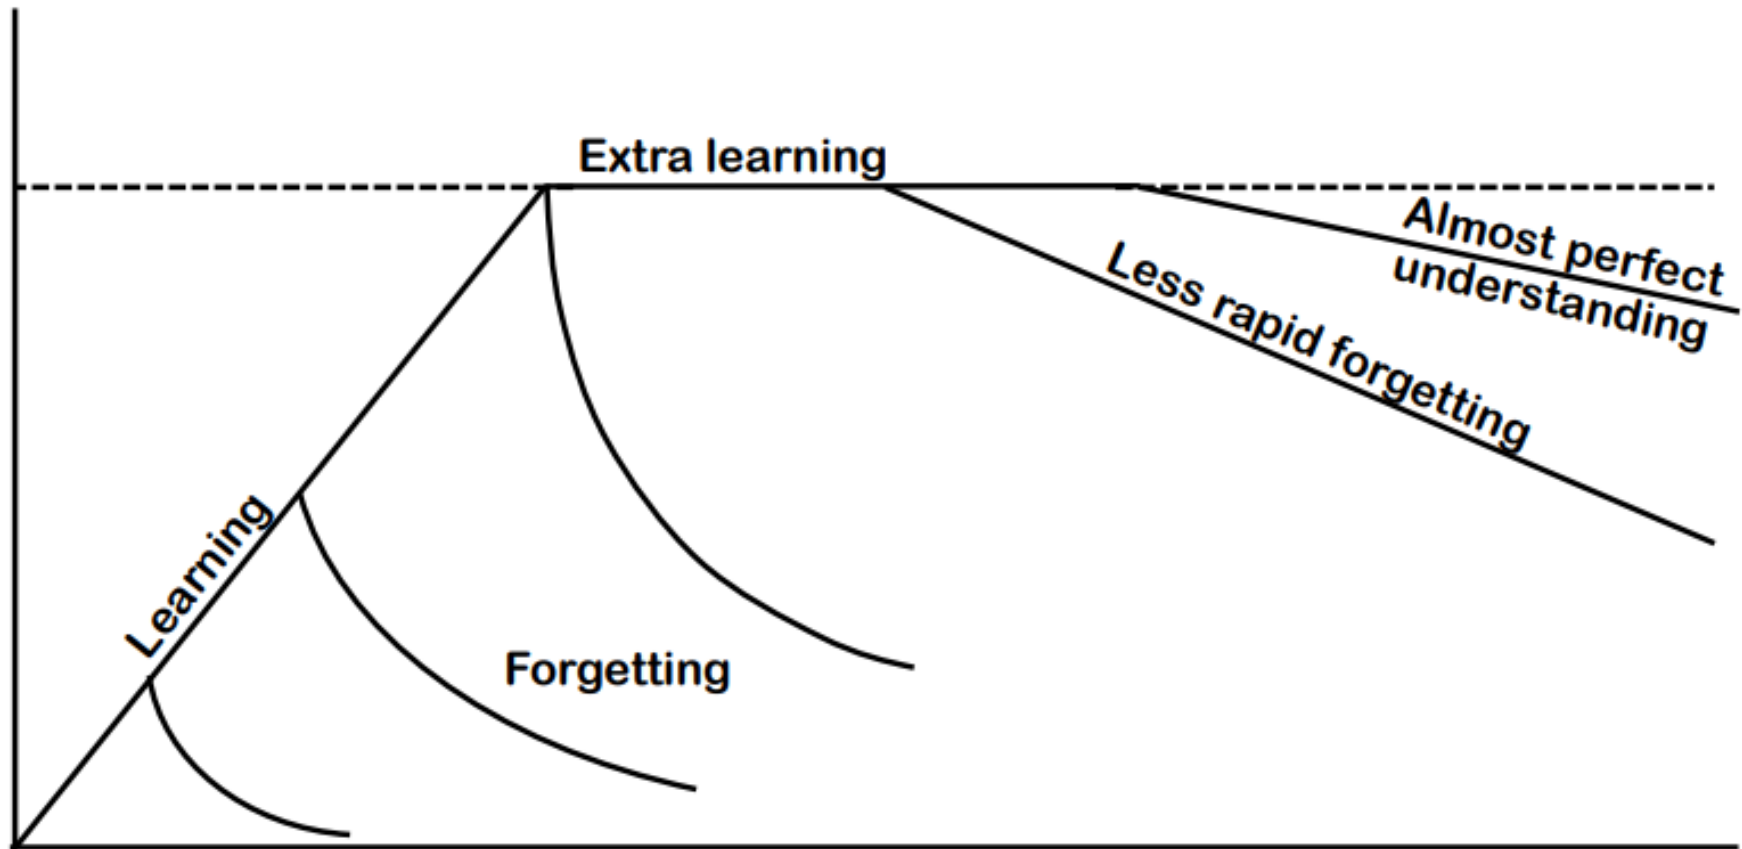 Extra learning
Almost perfect
understanding
Less rapid forgetting
Learning
Forgetting